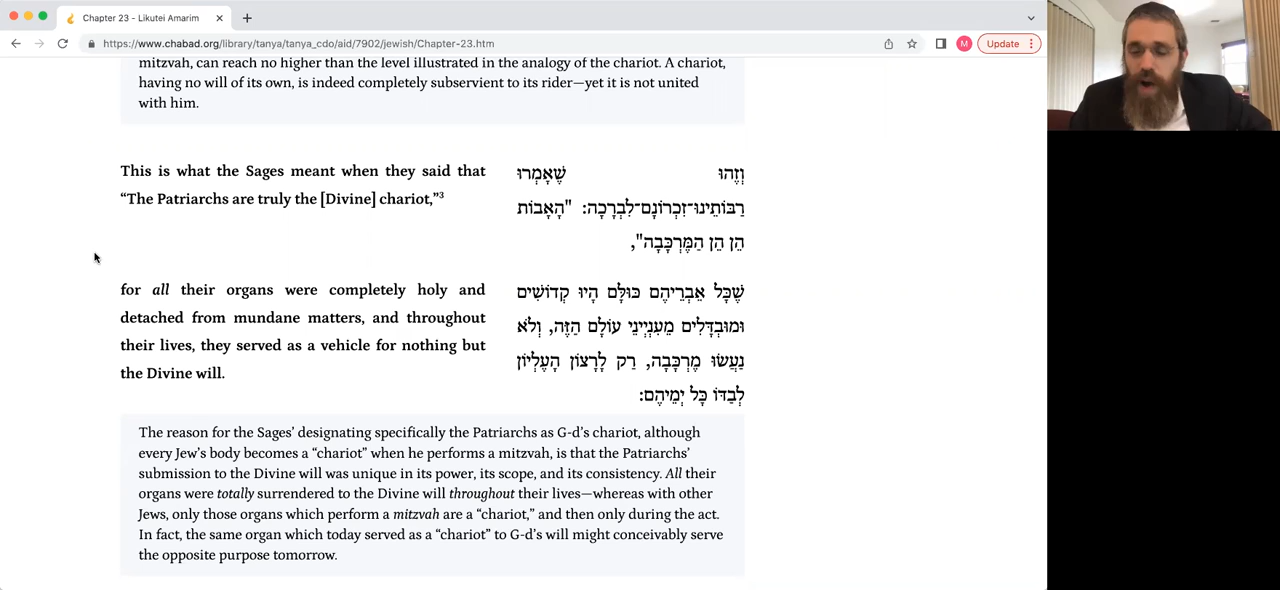 Chapter 23 - Likutei Amarim
https://www.chabad.org/library/tanya/tanya_cdo/aid/7902/jewish/Chapter-23.htm
M
Update
mitzvah, can reach no higher than the level illustrated in the analogy of the chariot. A chariot,
having no will of its own, is indeed completely subservient to its rider—yet it is not united
with him.
This is what the Sages meant when they said that
“The Patriarchs are truly the [Divine] chariot,”3
וְזֶהוּ שֶׁאָמְרוּ
רַבּוֹתֵינוּ־זִכְרוֹנָם־לִבְרָכָה: "הָאָבוֹת
הֵן הֵן הַמֶּרְכָּבָה",
for all their organs were completely holy and
detached from mundane matters, and throughout
their lives, they served as a vehicle for nothing but
the Divine will.
שֶׁכָּל אֵבְרֵיהֶם כּוּלָּם הָיוּ קְדוֹשִׁים
וּמוּבְדָּלִים מֵעִנְיְינֵי עוֹלָם הַזֶּה, וְלֹא
נַעֲשׂוּ מֶרְכָּבָה, רַק לָרָצוֹן הָעֶלְיוֹן
לְבַדּוֹ כָּל יְמֵיהֶם:
The reason for the Sages’ designating specifically the Patriarchs as G-d’s chariot, although
every Jew’s body becomes a “chariot” when he performs a mitzvah, is that the Patriarchs’
submission to the Divine will was unique in its power, its scope, and its consistency. All their
organs were totally surrendered to the Divine will throughout their lives—whereas with other
Jews, only those organs which perform a mitzvah are a “chariot,” and then only during the act.
In fact, the same organ which today served as a “chariot” to G-d’s will might conceivably serve
the opposite purpose tomorrow.